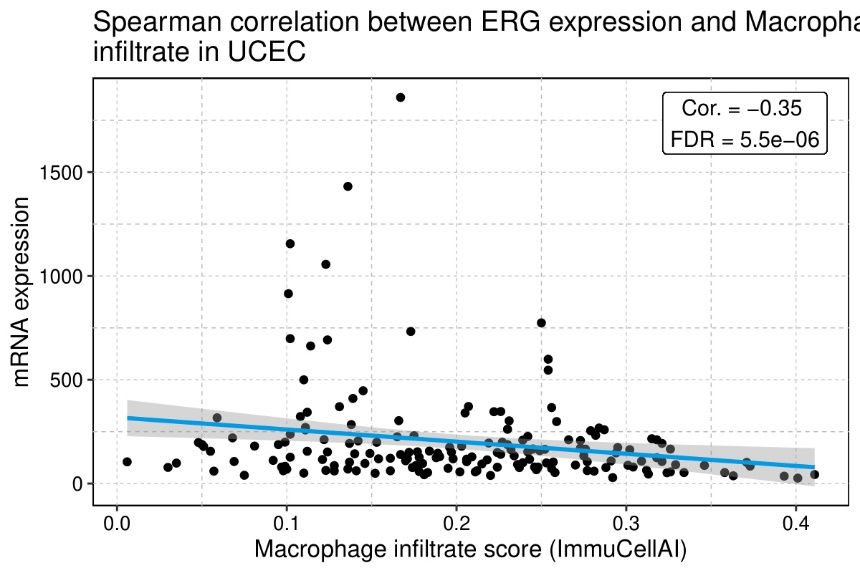 Spearman correlation between ERG expression and Macropha
infiltrate in UCEC
Cor. = −0.35
FDR = 5.5e−06
mRNA expression
1500
1000
500
0
0.0 0.1 0.2 0.3 0.4
Macrophage infiltrate score (ImmuCellAI)